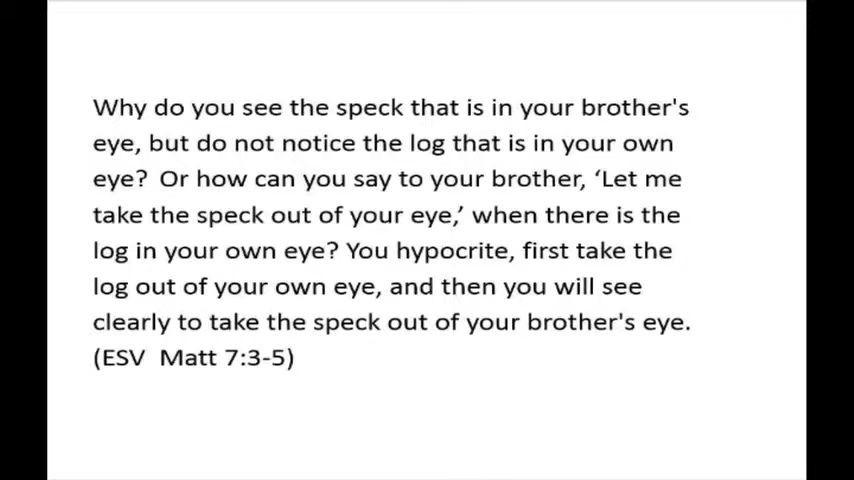 Why do you see the speck that is in your brother's
eye, but do not notice the log that is in your own
eye?  Or how can you say to your brother, ‘Let me
take the speck out of your eye,’ when there is the
log in your own eye? You hypocrite, first take the
log out of your own eye, and then you will see
clearly to take the speck out of your brother's eye.
(ESV  Matt 7:3-5)